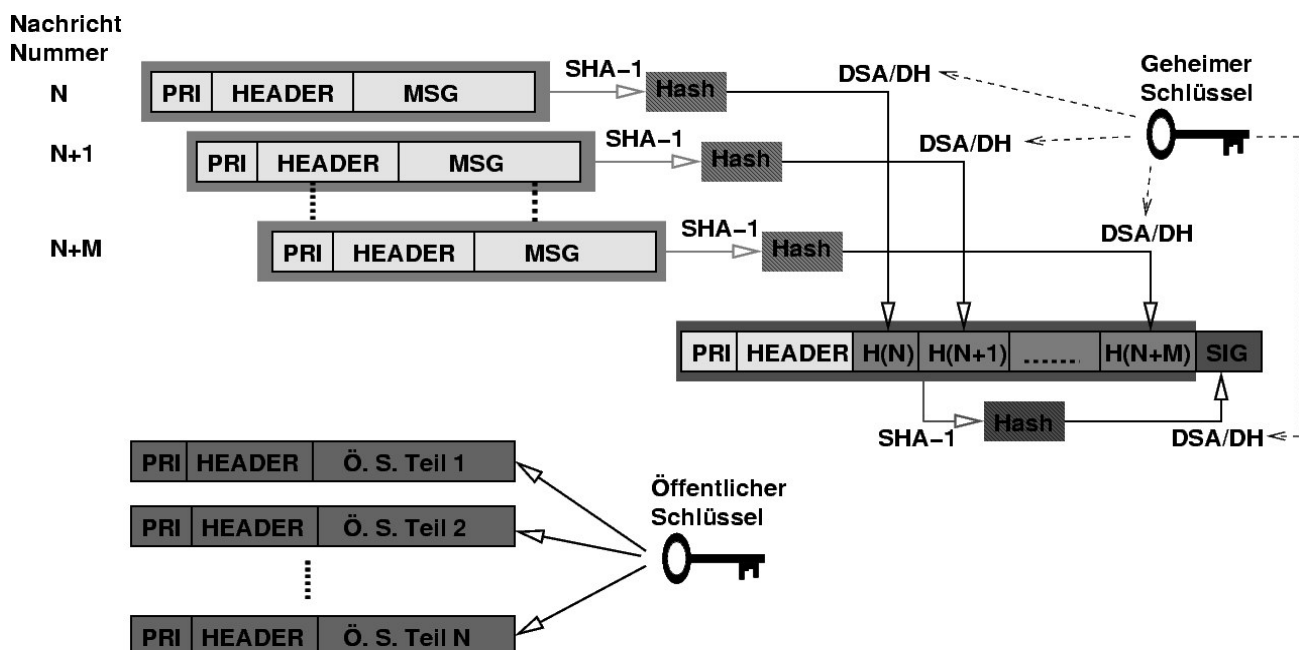 Nachricht
Nummer
N
PRI HEADER MSG
SHA-1
Hash
DSA/DH
Geheimer
Schlüssel
N+1
PRI HEADER MSG
SHA-1
Hash
DSA/DH
N+M
PRI HEADER MSG
SHA-1
Hash
DSA/DH
PRI HEADER H(N) H(N+1) ....... H(N+M) SIG
SHA-1
Hash
DSA/DH
PRI HEADER Ö. S. Teil 1
PRI HEADER Ö. S. Teil 2
PRI HEADER Ö. S. Teil N
Öffentlicher
Schlüssel